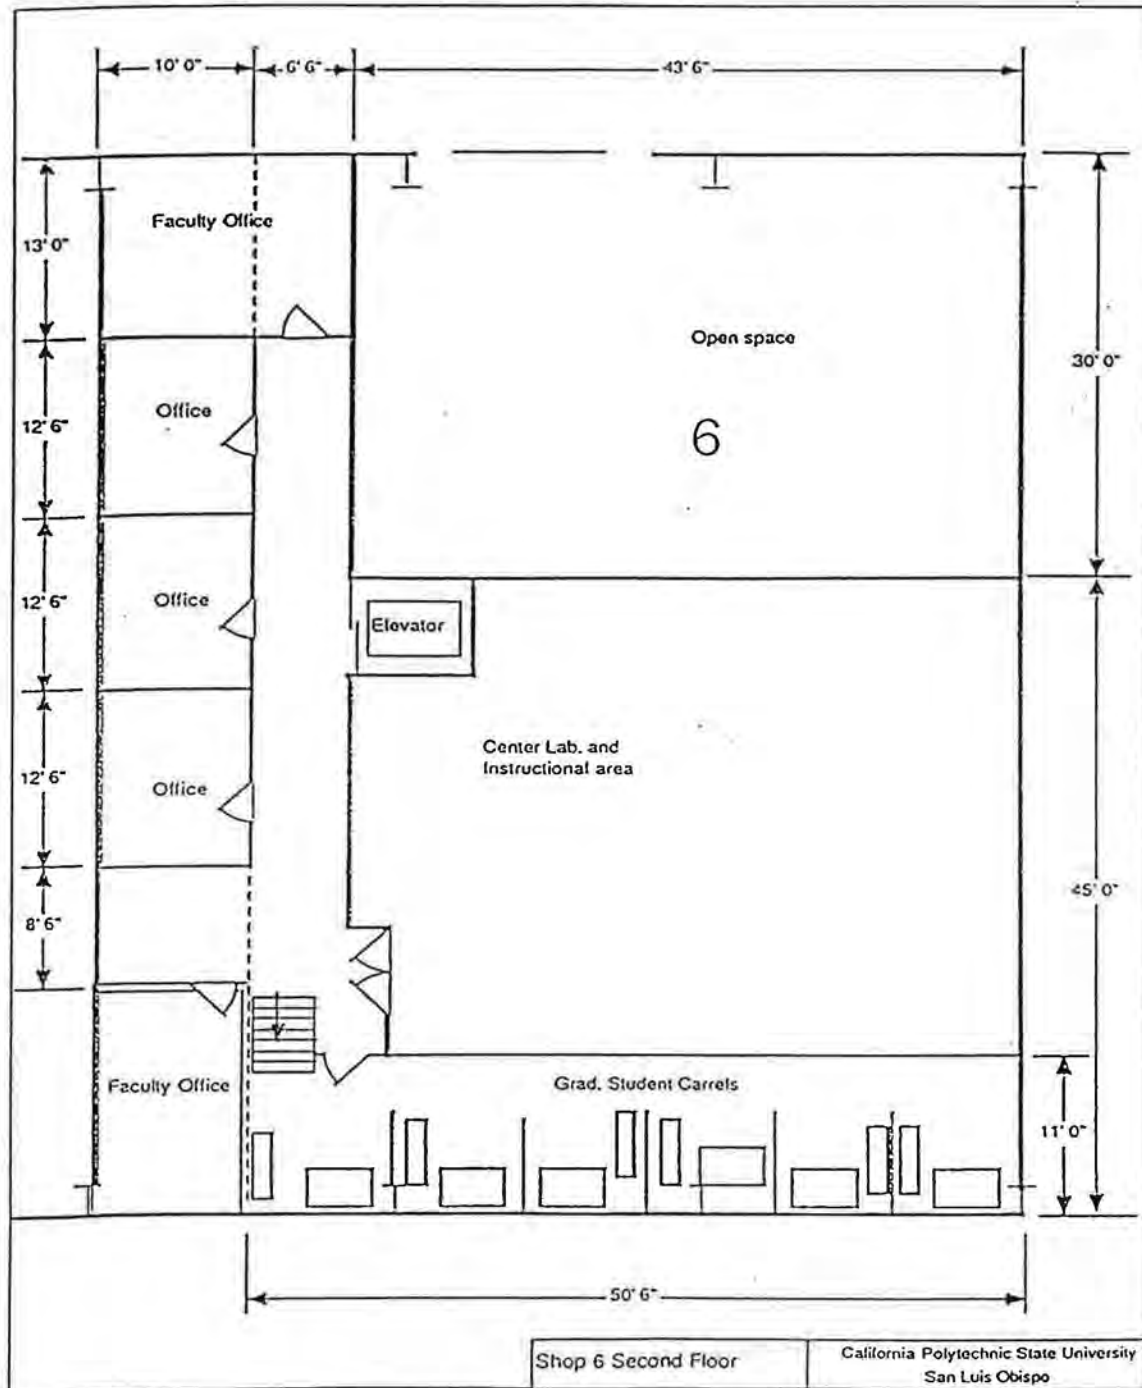 10' 0"
6' 6"
43' 6"
13' 0"
Faculty Office
Open space
30' 0"
12' 6"
Office
6
12' 6"
Office
Elevator
Center Lab. and
Instructional area
12' 6"
Office
8' 6"
45' 0"
Faculty Office
Grad. Student Carrels
11' 0"
50' 6"
Shop 6 Second Floor
California Polytechnic State University
San Luis Obispo